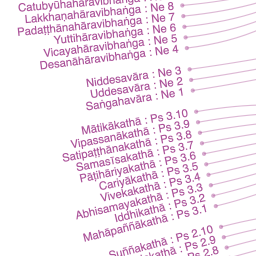 Catubyūhahāravibhaṅga
Lakkhaṇahāravibhaṅga : Ne 8
Padaṭṭhānahāravibhaṅga : Ne 7
Yuttihāravibhaṅga : Ne 6
Vicayahāravibhaṅga : Ne 5
Desanāhāravibhaṅga : Ne 4
Niddesavāra : Ne 3
Uddesavāra : Ne 2
Saṅgahavāra : Ne 1
Mātikākathā : Ps 3.10
Vipassanākathā : Ps 3.9
Satipaṭṭhānakathā : Ps 3.8
Samasīsakathā : Ps 3.7
Pāṭihāriyakathā : Ps 3.6
Cariyākathā : Ps 3.5
Vivekakathā : Ps 3.4
Abhisamayakathā : Ps 3.3
Iddhikathā : Ps 3.2
Mahāpaññākathā : Ps 3.1
Suññakathā : Ps 2.10
: Ps 2.9
: Ps 2.8